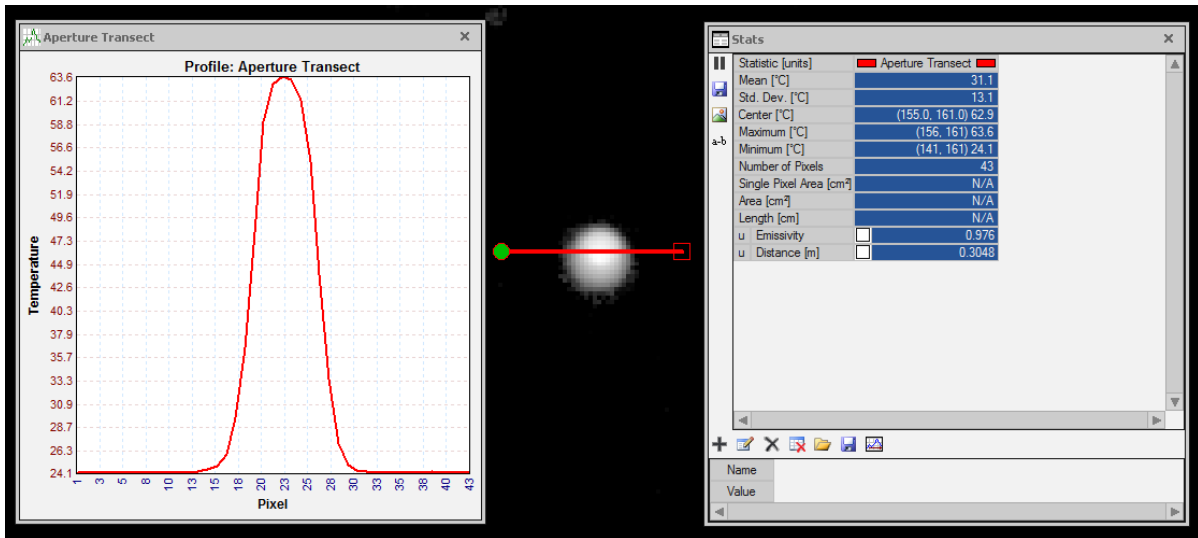 Aperture Transect
Profile: Aperture Transect
63.6
61.2
58.8
56.6
54.2
51.9
49.6
47.3
44.9
42.6
40.3
37.9
35.7
33.3
30.9
28.7
26.3
24.1
Temperature
1 3 5 8 10 13 15 18 20 23 25 28 30 33 35 38 40 43
Pixel
Stats
Statistic [units] Aperture Transect
Mean [°C] 31.1
Std. Dev. [°C] 13.1
Center [°C] (155.0, 161.0) 62.9
Maximum [°C] (156, 161) 63.6
Minimum [°C] (141, 161) 24.1
Number of Pixels 43
Single Pixel Area [cm²] N/A
Area [cm²] N/A
Length [cm] N/A
u Emissivity 0.976
u Distance [m] 0.3048
a-b
Name
Value